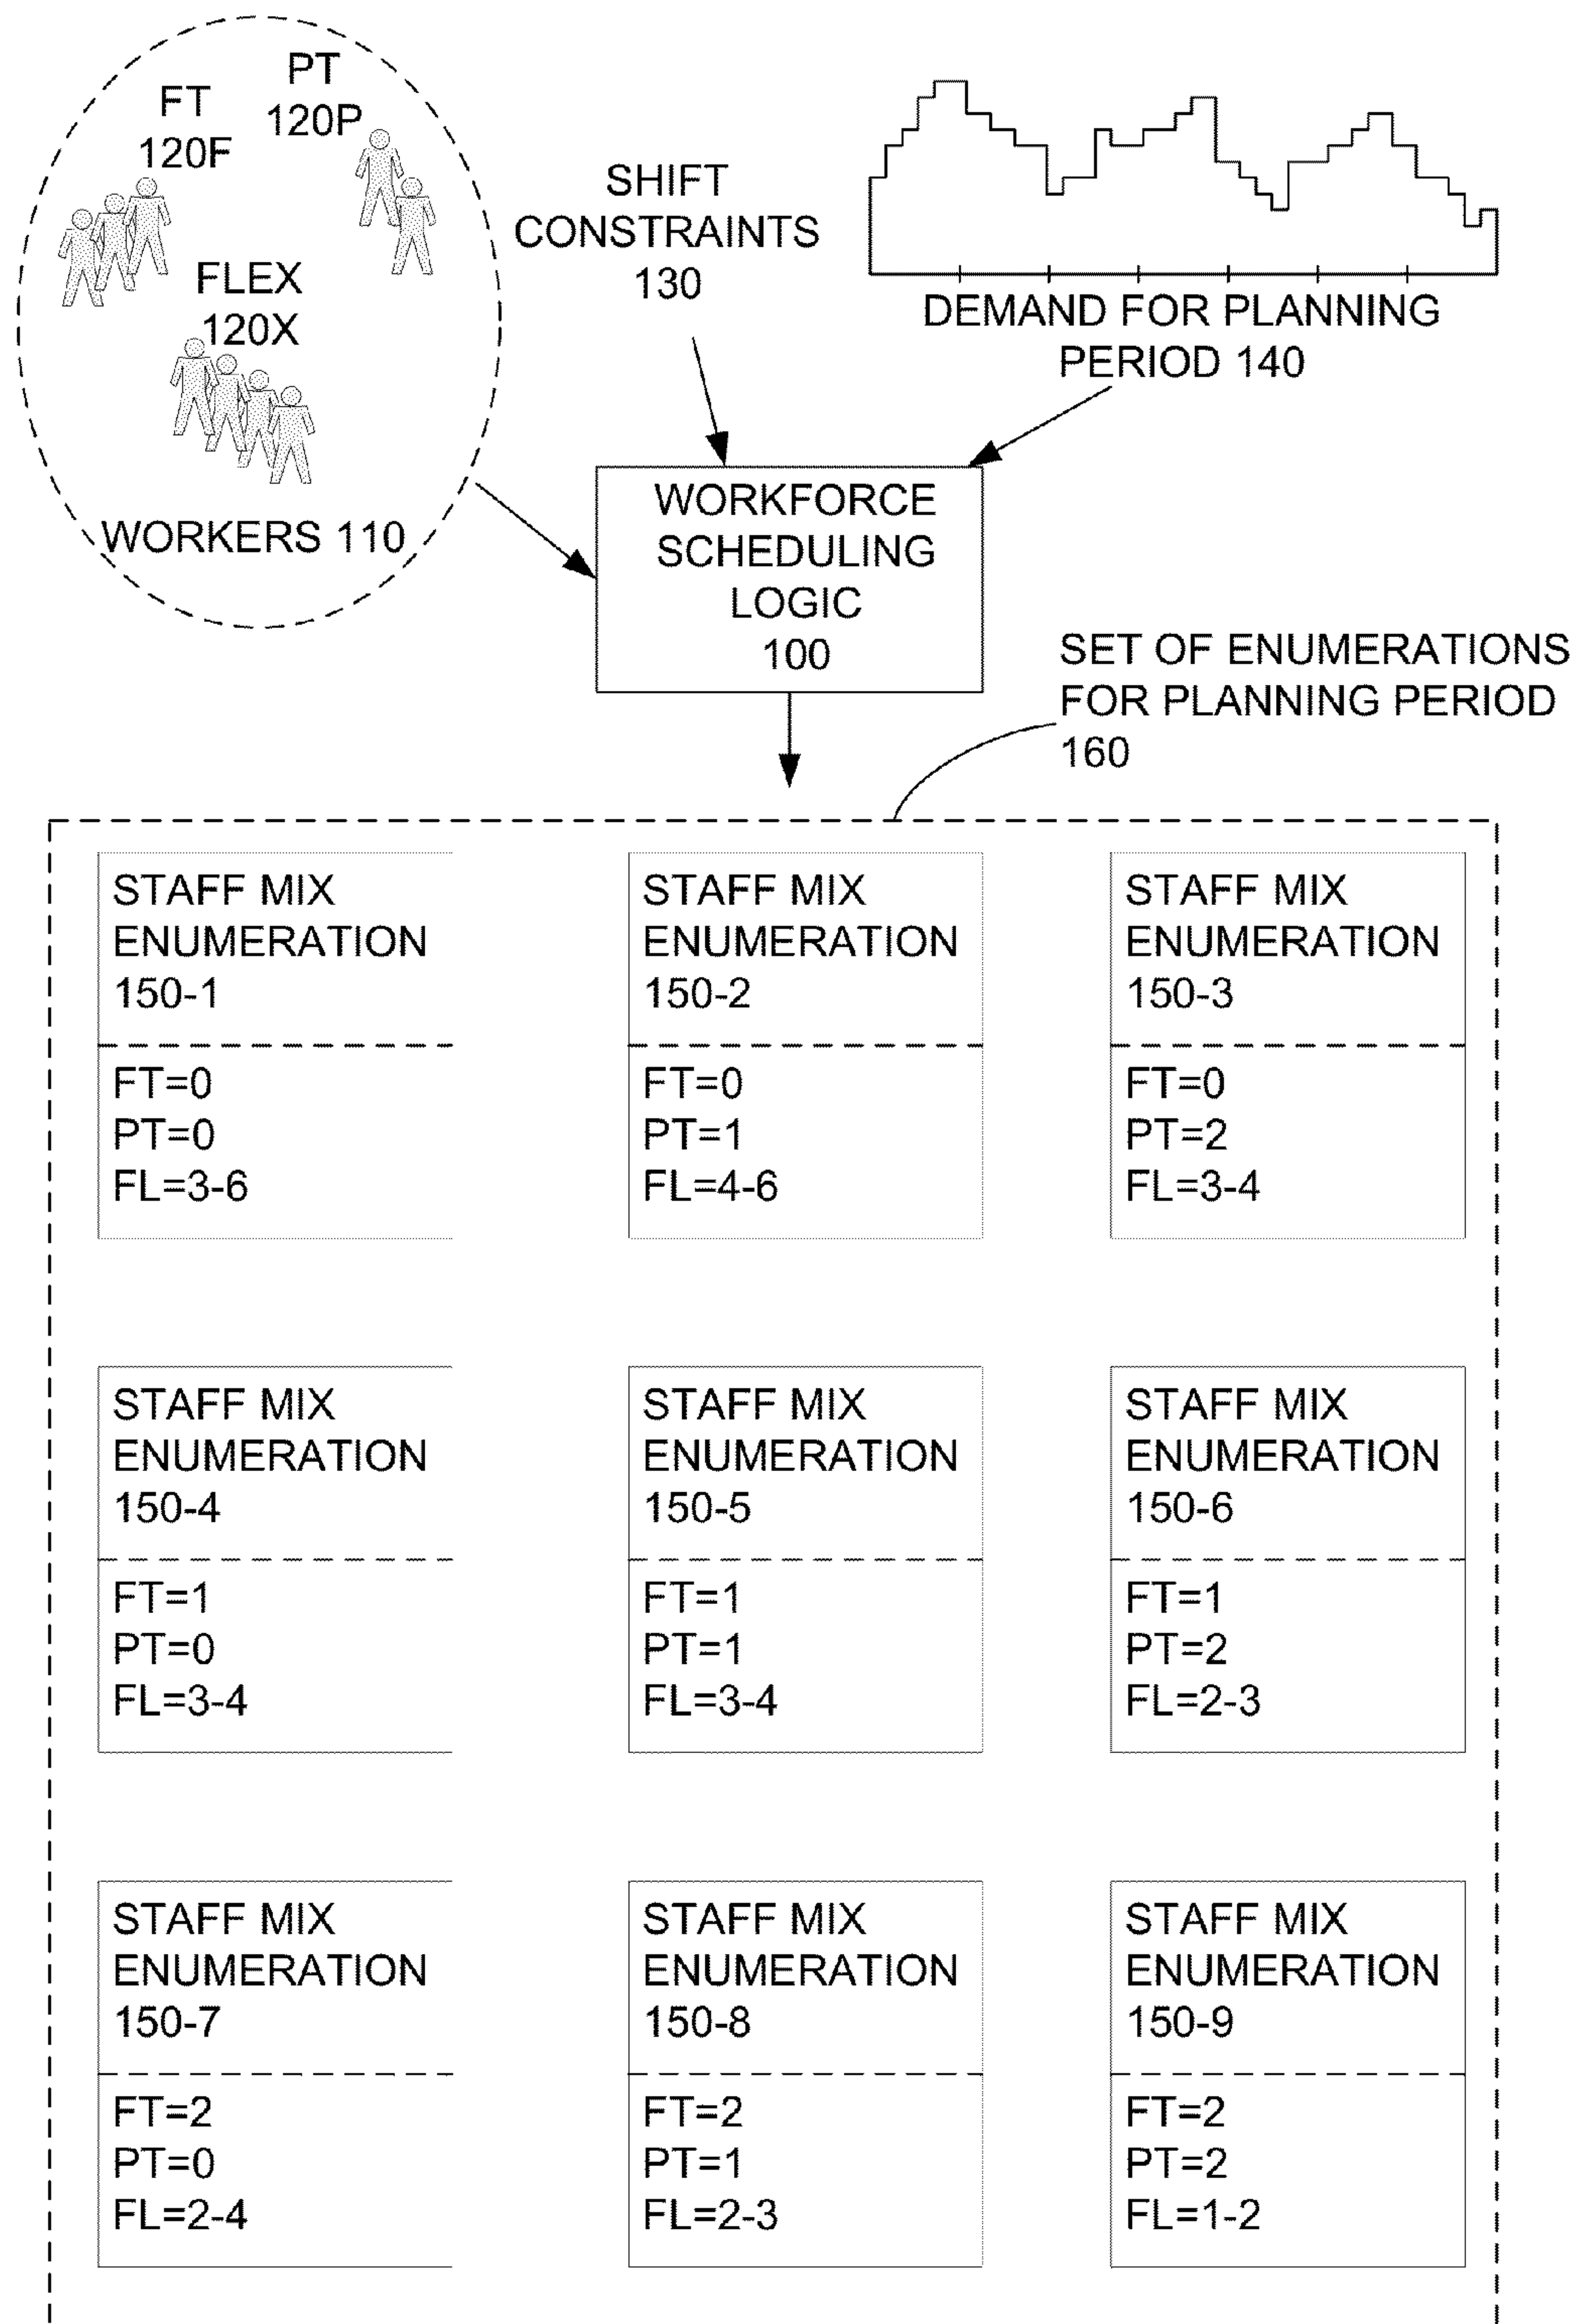 PT
120P
FT
120F
FLEX
120X
WORKERS 110
SHIFT
CONSTRAINTS
130
DEMAND FOR PLANNING
PERIOD 140
WORKFORCE
SCHEDULING
LOGIC
100
SET OF ENUMERATIONS
FOR PLANNING PERIOD
160
STAFF MIX
ENUMERATION
150-1
FT=0
PT=0
FL=3-6
STAFF MIX
ENUMERATION
150-2
FT=0
PT=1
FL=4-6
STAFF MIX
ENUMERATION
150-3
FT=0
PT=2
FL=3-4
STAFF MIX
ENUMERATION
150-4
FT=1
PT=0
FL=3-4
STAFF MIX
ENUMERATION
150-5
FT=1
PT=1
FL=3-4
STAFF MIX
ENUMERATION
150-6
FT=1
PT=2
FL=2-3
STAFF MIX
ENUMERATION
150-7
FT=2
PT=0
FL=2-4
STAFF MIX
ENUMERATION
150-8
FT=2
PT=1
FL=2-3
STAFF MIX
ENUMERATION
150-9
FT=2
PT=2
FL=1-2